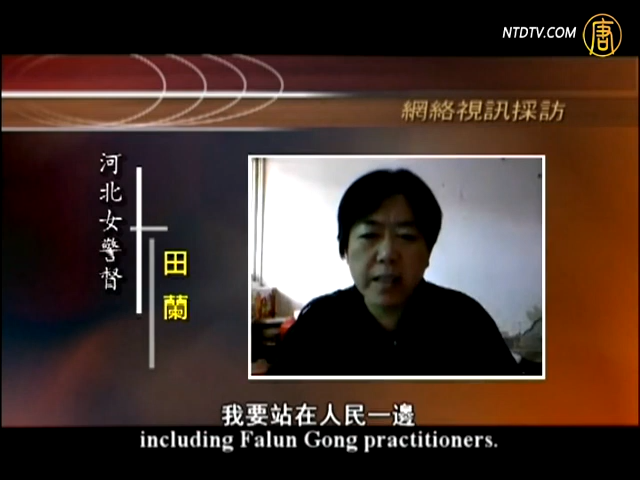 NTDTV.COM
唐
網絡視訊採訪
河北女警督
田蘭
我要站在人民一邊
including Falun Gong practitioners.